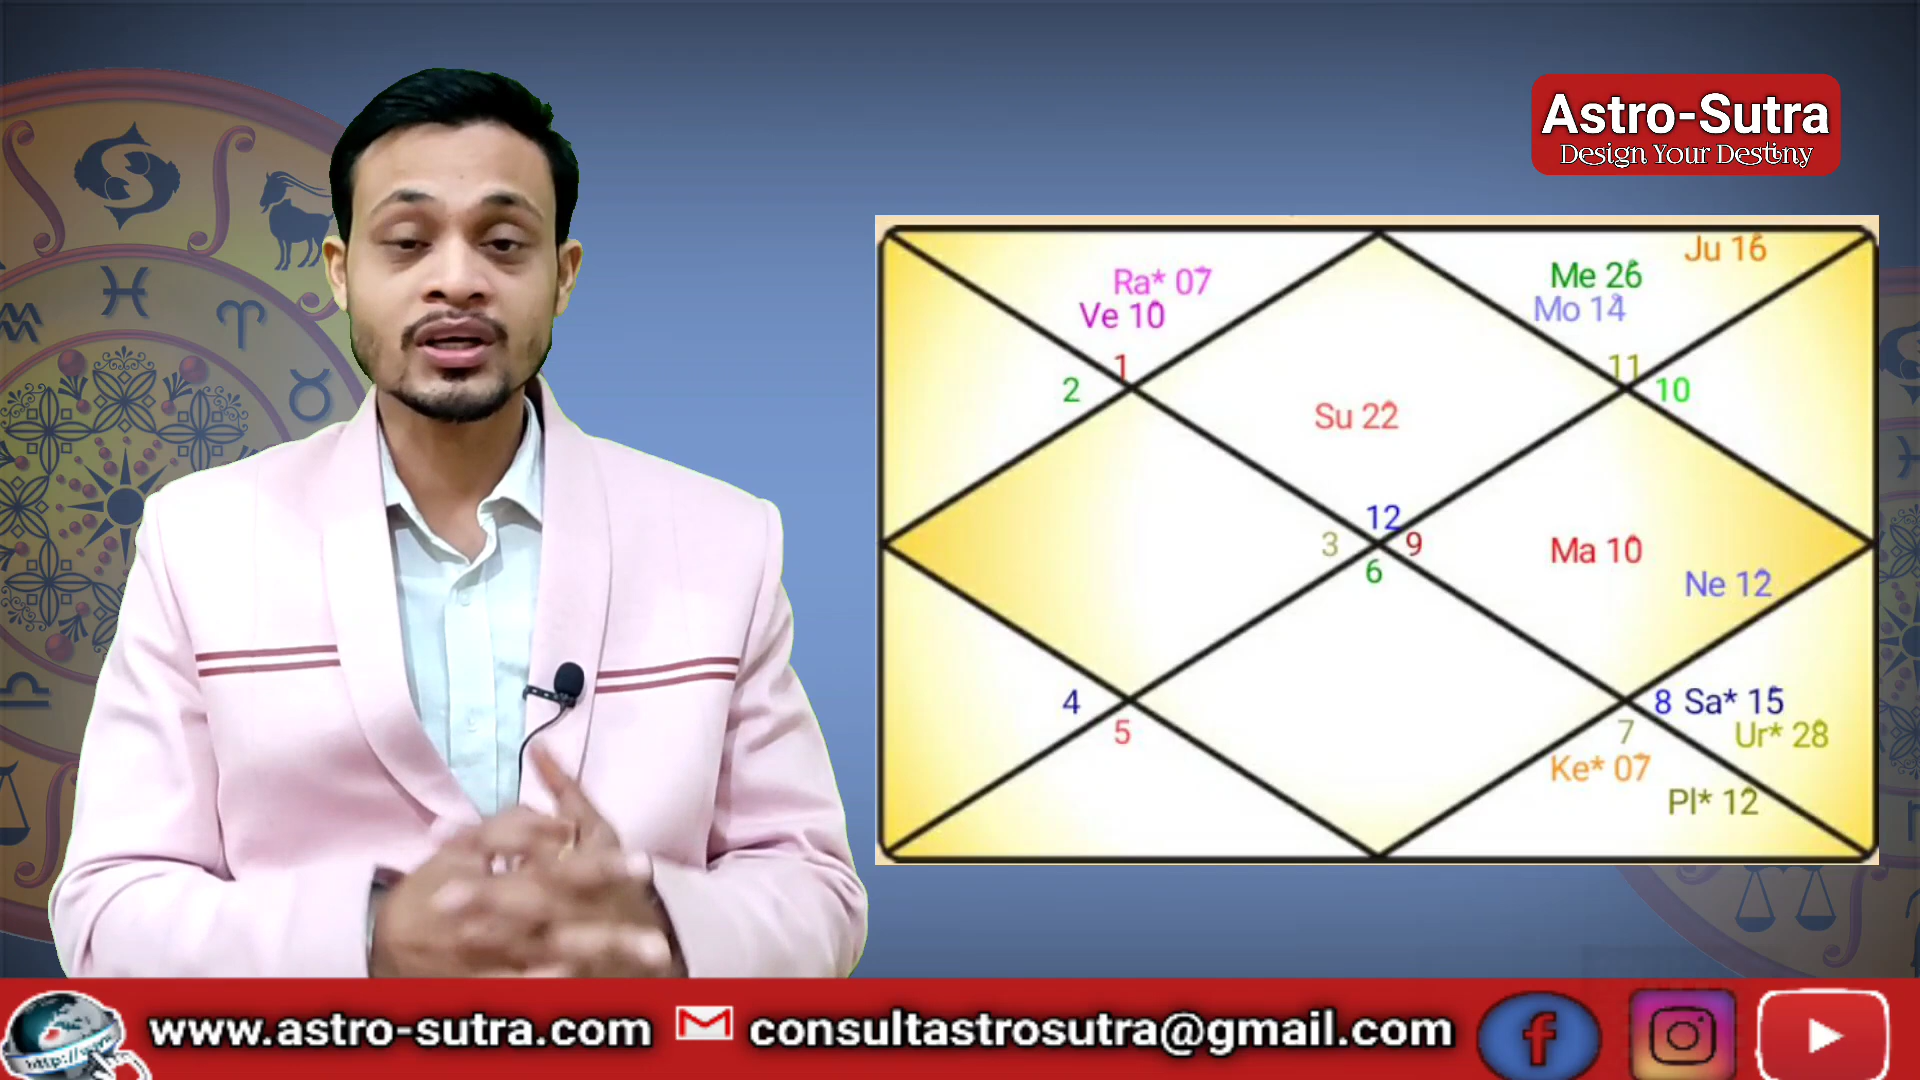 Astro-Sutra
Design Your Destiny
Ju 16
Ra* 07
Ve 10
Me 26
Mo 14
1
2
11
10
Su 22
12
3
9
6
Ma 10
Ne 12
4
5
8 Sa* 15
7
Ur* 28
Ke* 07
Pl* 12
www.astro-sutra.com
consultastrosutra@gmail.com